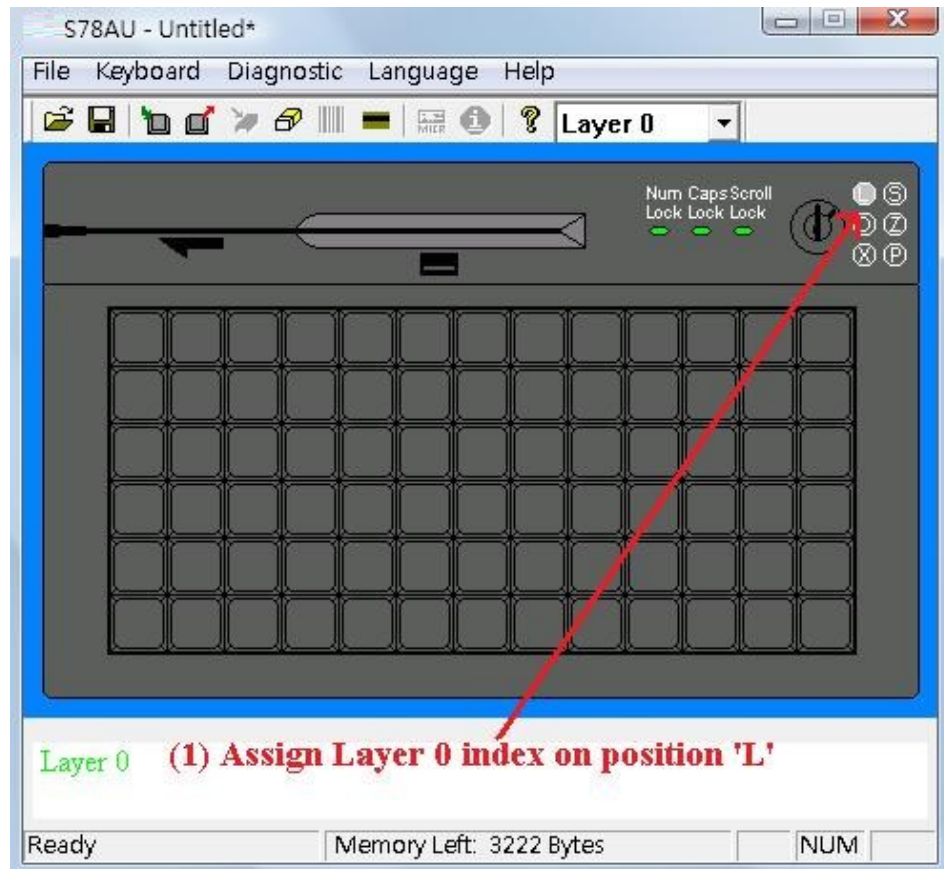 S78AU - Untitled*
File Keyboard Diagnostic Language Help
MICR Layer 0
Num Caps Scroll
Lock Lock Lock
L S
Z
X P
Layer 0 (1) Assign Layer 0 index on position 'L'
Ready Memory Left: 3222 Bytes NUM